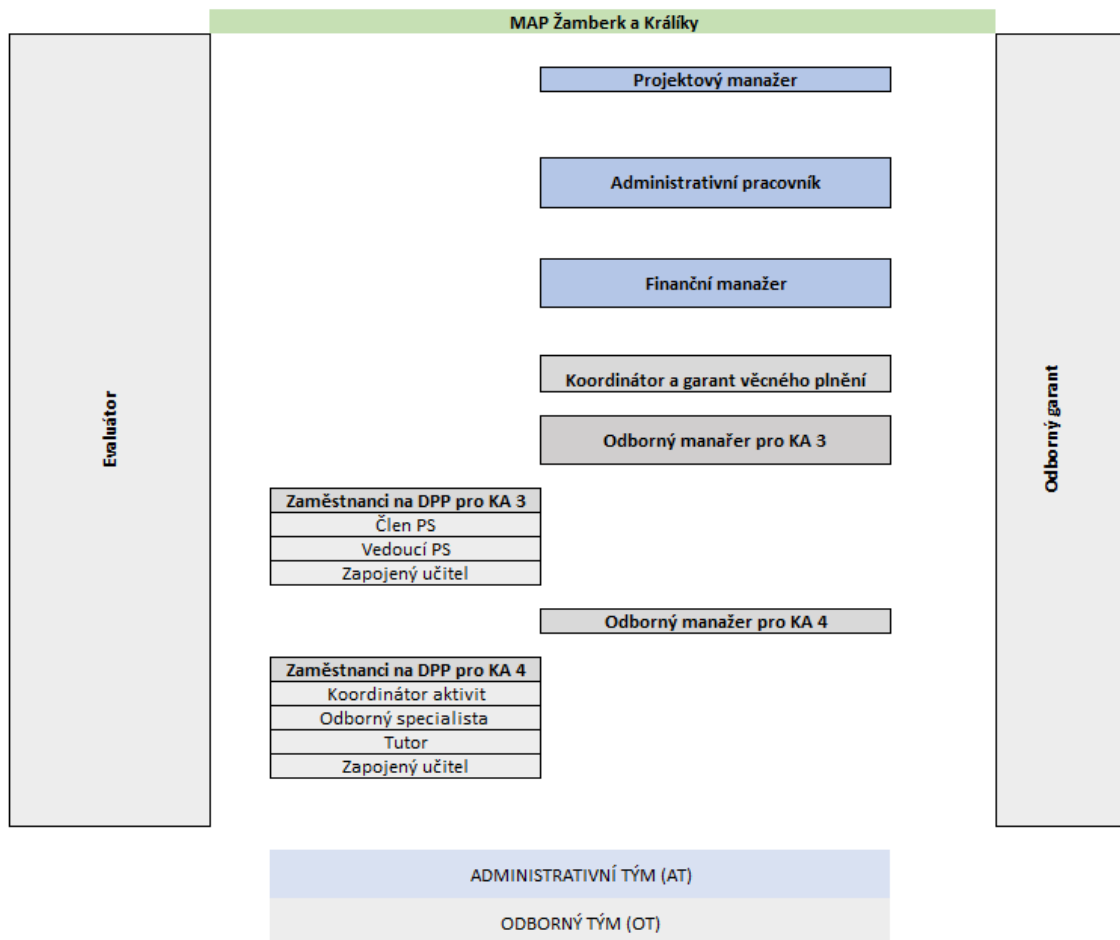 MAP Žamberk a Králíky
Projektový manažer
Administrativní pracovník
Finanční manažer
Koordinátor a garant věcného plnění
Odborný manařer pro KA 3
Evaluátor
Odborný garant
Zaměstnanci na DPP pro KA 3
Člen PS
Vedoucí PS
Zapojený učitel
Odborný manažer pro KA 4
Zaměstnanci na DPP pro KA 4
Koordinátor aktivit
Odborný specialista
Tutor
Zapojený učitel
ADMINISTRATIVNÍ TÝM (AT)
ODBORNÝ TÝM (OT)